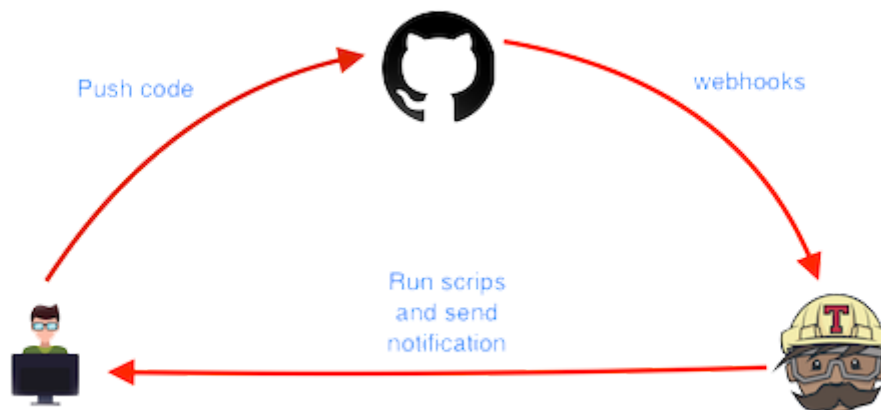 Push code
webhooks
Run scrips
and send
notification
T